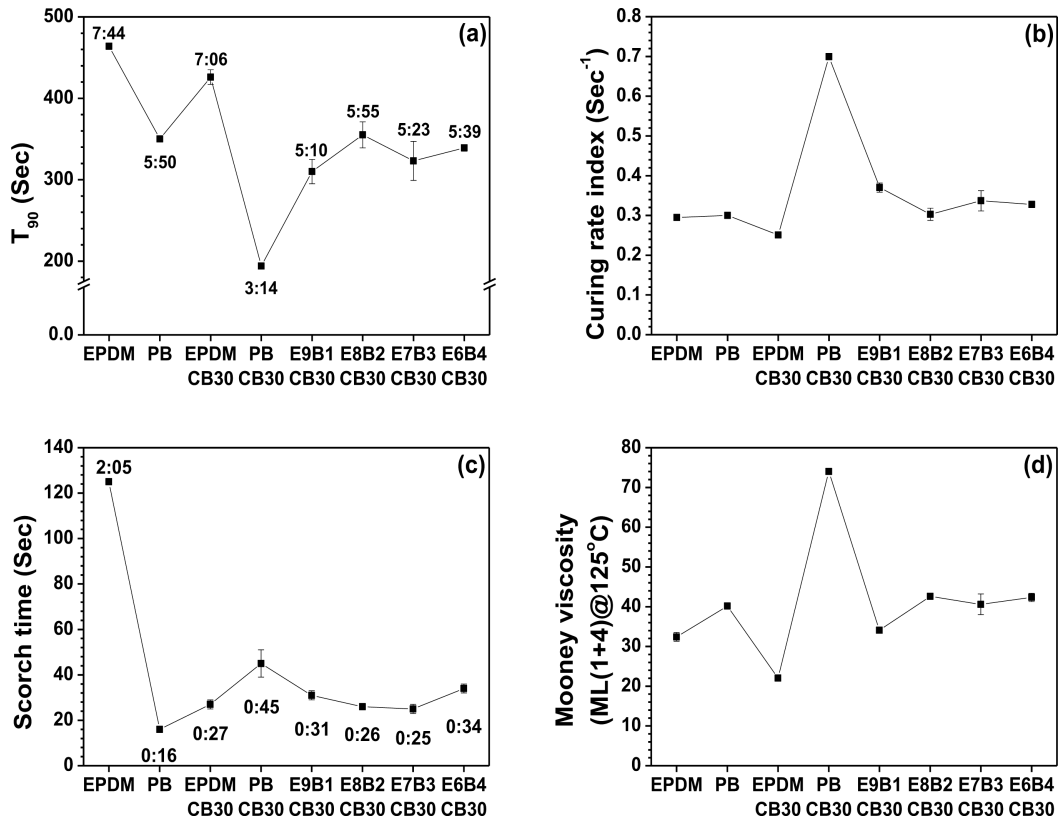 (a)
T90 (Sec)
500
400
300
200
0.0
7:44
5:50
7:06
3:14
5:10
5:55
5:23
5:39
EPDM PB EPDM PB E9B1 E8B2 E7B3 E6B4
CB30 CB30 CB30 CB30 CB30 CB30
(b)
Curing rate index (Sec-1)
0.8
0.7
0.6
0.5
0.4
0.3
0.2
0.1
0.0
EPDM PB EPDM PB E9B1 E8B2 E7B3 E6B4
CB30 CB30 CB30 CB30 CB30 CB30
(c)
Scorch time (Sec)
140
120
100
80
60
40
20
0
2:05
0:16
0:27
0:45
0:31
0:26
0:25
0:34
EPDM PB EPDM PB E9B1 E8B2 E7B3 E6B4
CB30 CB30 CB30 CB30 CB30 CB30
(d)
Mooney viscosity
(ML(1+4)@125°C)
80
70
60
50
40
30
20
10
0
EPDM PB EPDM PB E9B1 E8B2 E7B3 E6B4
CB30 CB30 CB30 CB30 CB30 CB30